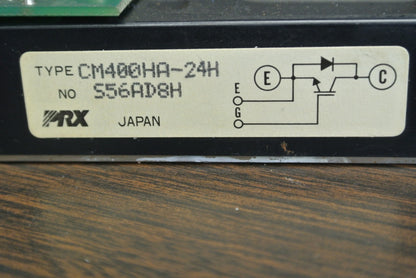 TYPE CM400HA-24H
NO S56AD8H
PRX JAPAN
E C
E
G